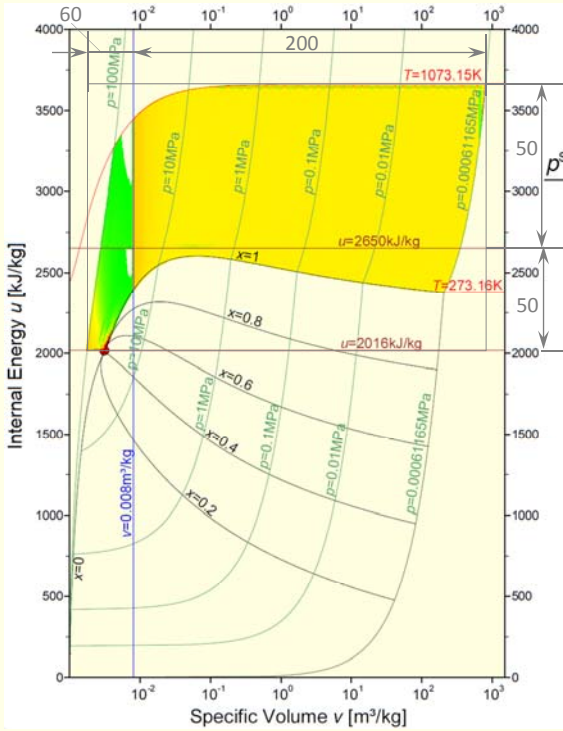 60
10⁻²
10⁻¹
10⁰
10¹
10²
200
4000
4000
p=100MPa
T=1073.15K
3500
3500
p=10MPa
p=1MPa
p=0.1MPa
p=0.01MPa
p=0.00061165MPa
50
pˢ
3000
3000
u=2650kJ/kg
x=1
2500
2500
T=273.16K
50
x=0.8
u=2016kJ/kg
2000
2000
p=10MPa
x=0.6
Internal Energy u [kJ/kg]
1500
1500
p=1MPa
x=0.4
p=0.1MPa
p=0.01MPa
p=0.00061165MPa
v=0.008m³/kg
x=0.2
1000
1000
x=0
500
500
0
0
10⁻²
10⁻¹
10⁰
10¹
10²
Specific Volume v [m³/kg]